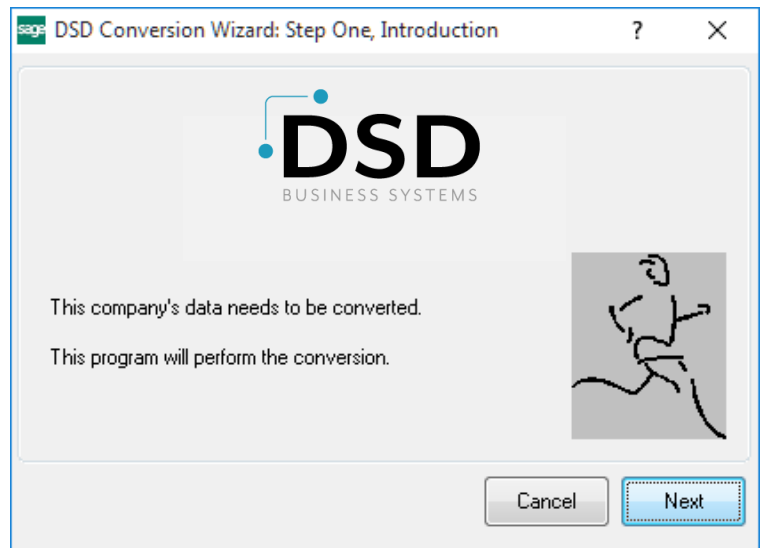 sage DSD Conversion Wizard: Step One, Introduction ? X
DSD
BUSINESS SYSTEMS
This company's data needs to be converted.
This program will perform the conversion.
Cancel Next